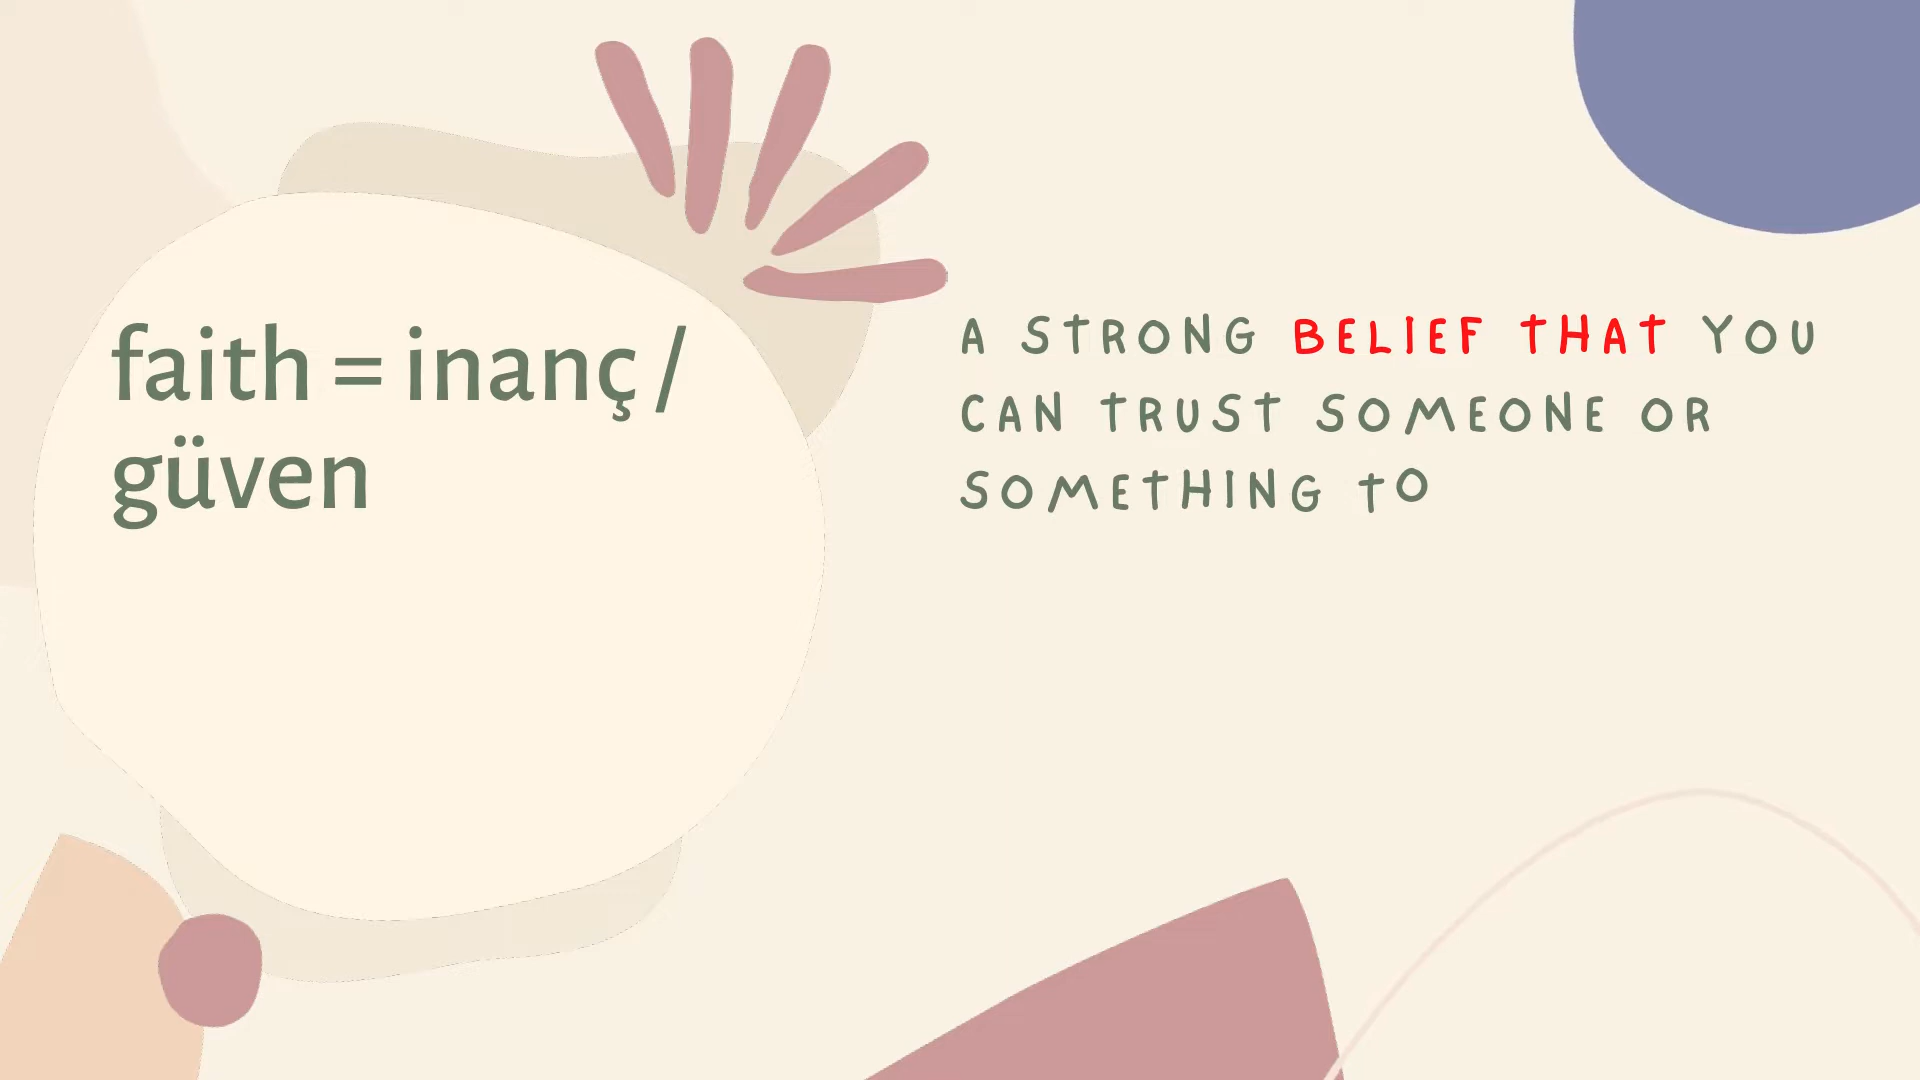 faith = inanç /
güven
A STRONG BELIEF THAT YOU
CAN TRUST SOMEONE OR
SOMETHING TO